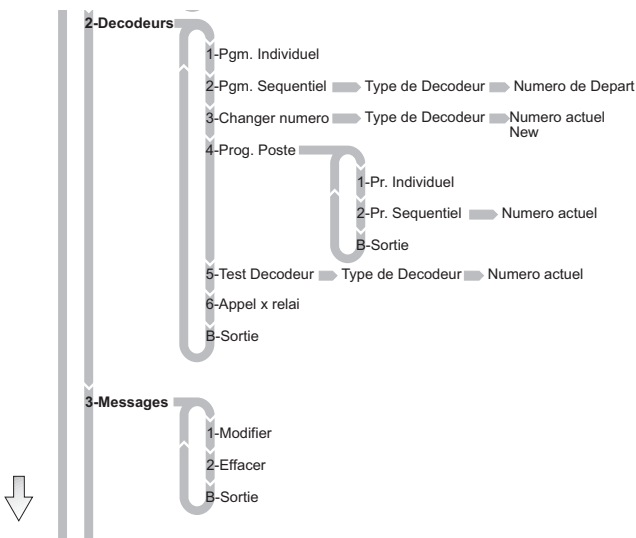 2-Decodeurs
1-Pgm. Individuel
2-Pgm. Sequentiel Type de Decodeur Numero de Depart
3-Changer numero Type de Decodeur Numero actuel
New
4-Prog. Poste
1-Pr. Individuel
2-Pr. Sequentiel Numero actuel
B-Sortie
5-Test Decodeur Type de Decodeur Numero actuel
6-Appel x relai
B-Sortie
3-Messages
1-Modifier
2-Effacer
B-Sortie